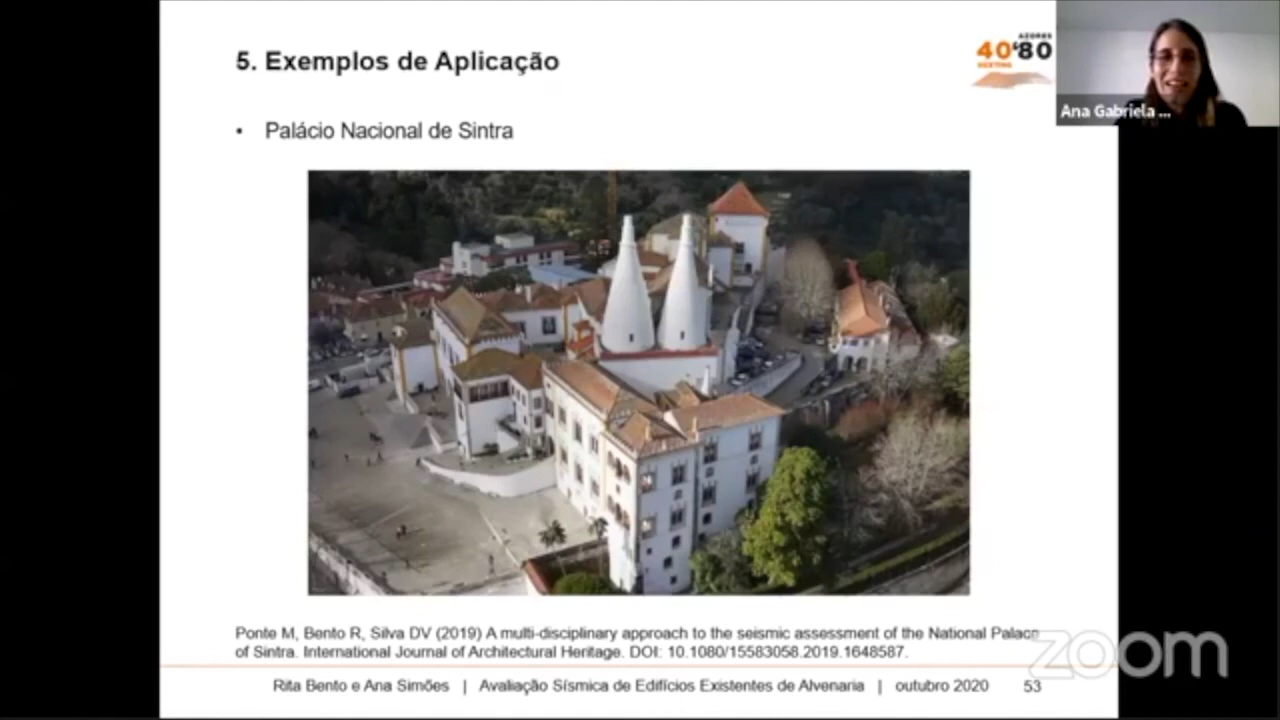 5. Exemplos de Aplicação
AZORES
40'80
MEETING
Ana Gabriela ...
• Palácio Nacional de Sintra
Ponte M, Bento R, Silva DV (2019) A multi-disciplinary approach to the seismic assessment of the National Palace
of Sintra. International Journal of Architectural Heritage. DOI: 10.1080/15583058.2019.1648587.
zoom
Rita Bento e Ana Simões | Avaliação Sísmica de Edifícios Existentes de Alvenaria | outubro 2020 53